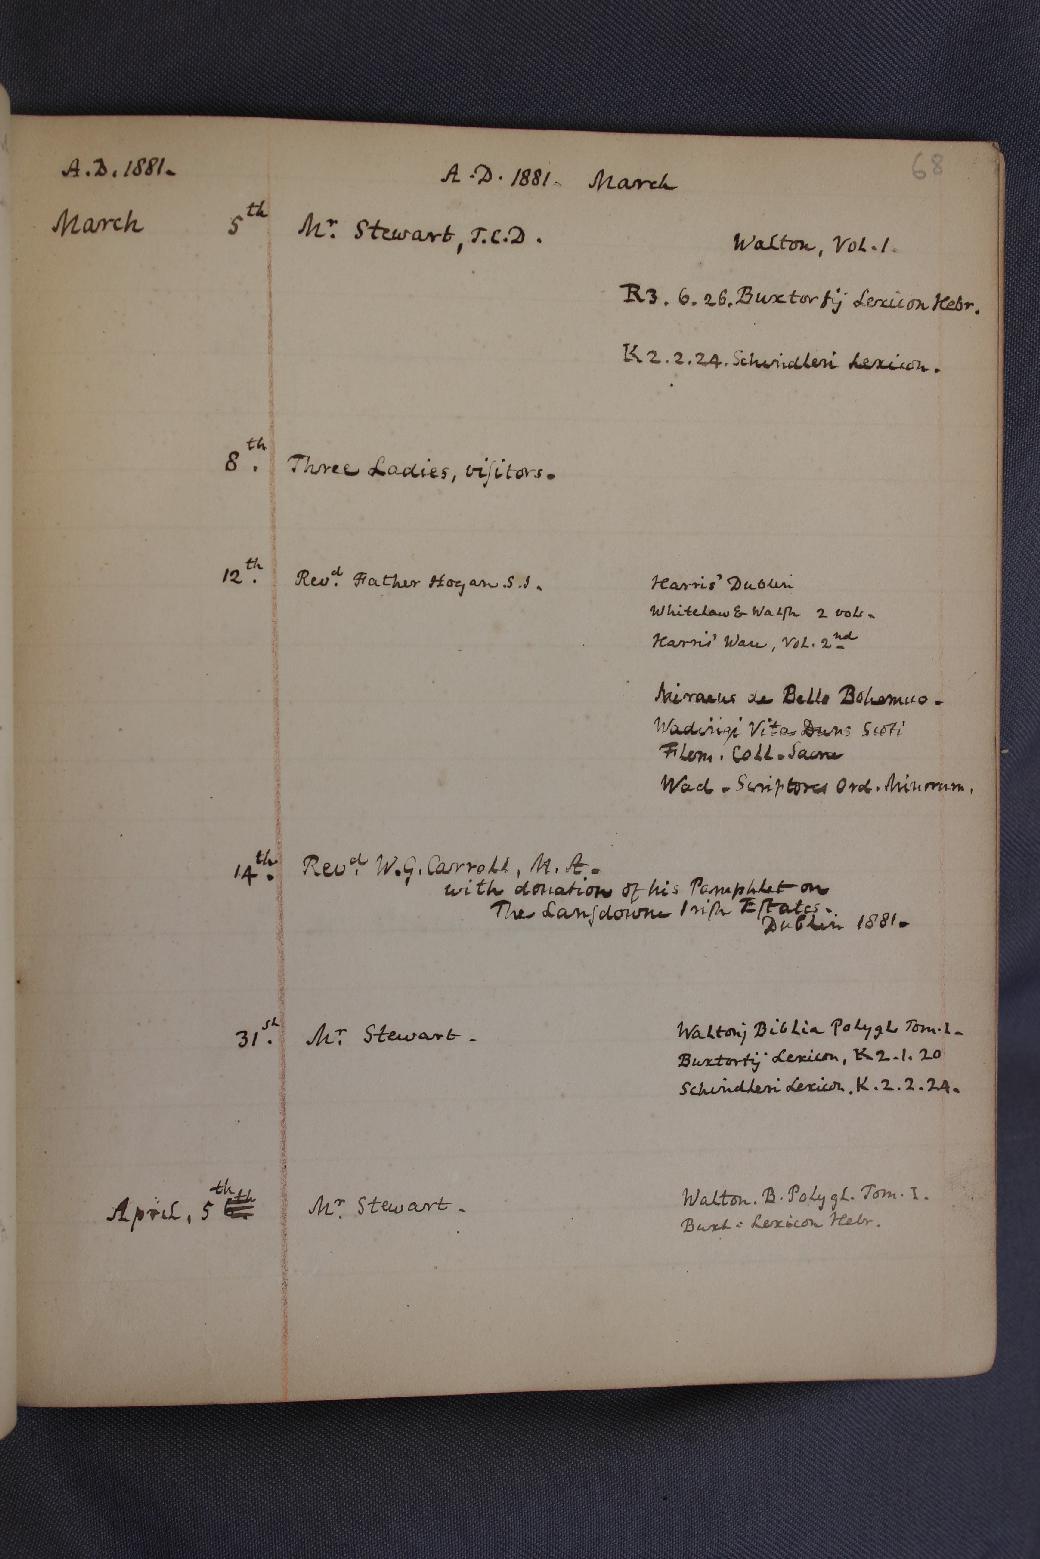 68
A.D. 1881. A.D. 1881. March
March 5th Mr. Stewart, T.C.D. Walton, Vol. 1.
R3. 6. 26. Buxtorfij Lexicon Hebr.
K 2. 2. 24. Schindleri Lexicon.
8th. Three Ladies, viſitors.
12th. Revd. Father Hogan. S.J. Harris' Dublin
Whitelaw & Walſh 2 vols.
Harris' Ware, Vol. 2nd
Miraeus de Bello Bohemico.
Wadingi Vita Duns Scoti
Flem. Coll. Sacra
Wad. Scriptores Ord. Minorum.
14th. Revd. W.G. Carroll, M.A.
with donation of his Pamphlet on
The Lanſdowne Iriſh Eſtates.
Dublin 1881.
31st. Mr. Stewart. Waltonj Biblia Polygl. Tom. 1.
Buxtorfij Lexicon, K 2. 1. 20
Schindleri Lexicon, K. 2. 2. 24.
April, 5th Mr. Stewart. Walton. B. Polygl. Tom. I.
Buxt. Lexicon Hebr.